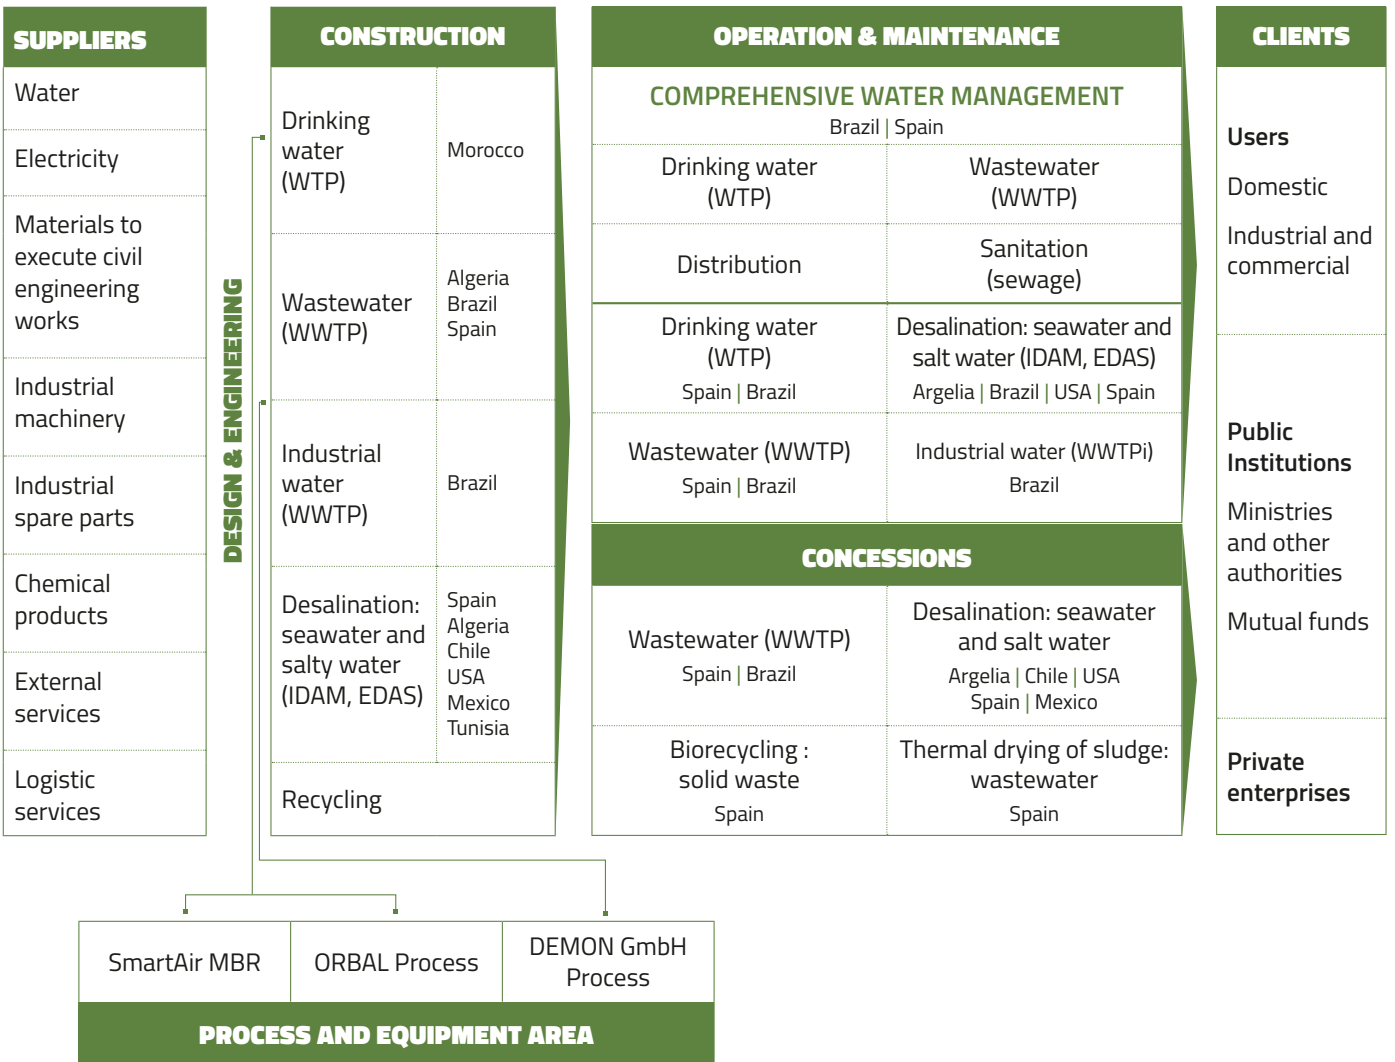 SUPPLIERS
Water
Electricity
Materials to
execute civil
engineering
works
Industrial
machinery
Industrial
spare parts
Chemical
products
External
services
Logistic
services
DESIGN & ENGINEERING
CONSTRUCTION
Drinking
water
(WTP)
Morocco
Wastewater
(WWTP)
Algeria
Brazil
Spain
Industrial
water
(WWTP)
Brazil
Desalination:
seawater and
salty water
(IDAM, EDAS)
Spain
Algeria
Chile
USA
Mexico
Tunisia
Recycling
OPERATION & MAINTENANCE
COMPREHENSIVE WATER MANAGEMENT
Brazil | Spain
Drinking water
(WTP)
Wastewater
(WWTP)
Distribution
Sanitation
(sewage)
Drinking water
(WTP)
Spain | Brazil
Desalination: seawater and
salt water (IDAM, EDAS)
Argelia | Brazil | USA | Spain
Wastewater (WWTP)
Spain | Brazil
Industrial water (WWTPi)
Brazil
CONCESSIONS
Wastewater (WWTP)
Spain | Brazil
Desalination: seawater
and salt water
Argelia | Chile | USA
Spain | Mexico
Biorecycling :
solid waste
Spain
Thermal drying of sludge:
wastewater
Spain
CLIENTS
Users
Domestic
Industrial and
commercial
Public
Institutions
Ministries
and other
authorities
Mutual funds
Private
enterprises
SmartAir MBR
ORBAL Process
DEMON GmbH
Process
PROCESS AND EQUIPMENT AREA